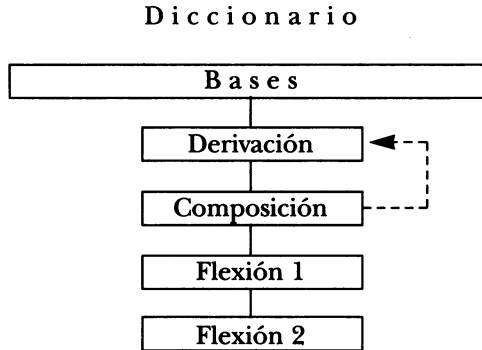 Diccionario
Bases
Derivación
Composición
Flexión 1
Flexión 2